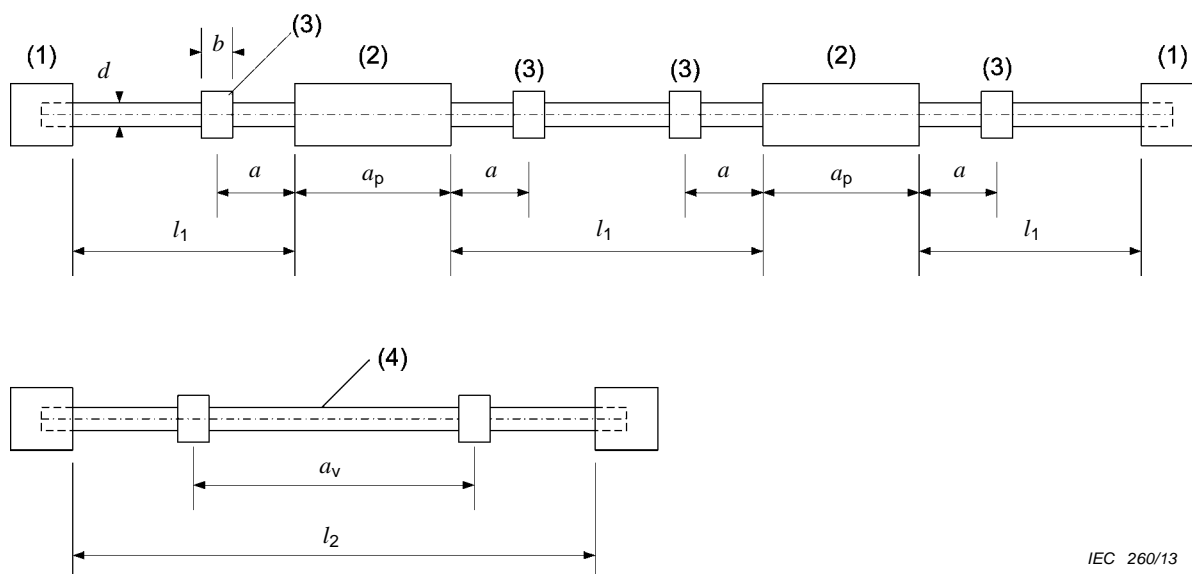 b (3)
(1) d (2) (3) (3) (2) (3) (1)
a aₚ a a aₚ a
l₁ l₁ l₁
(4)
aᵥ
l₂
IEC 260/13